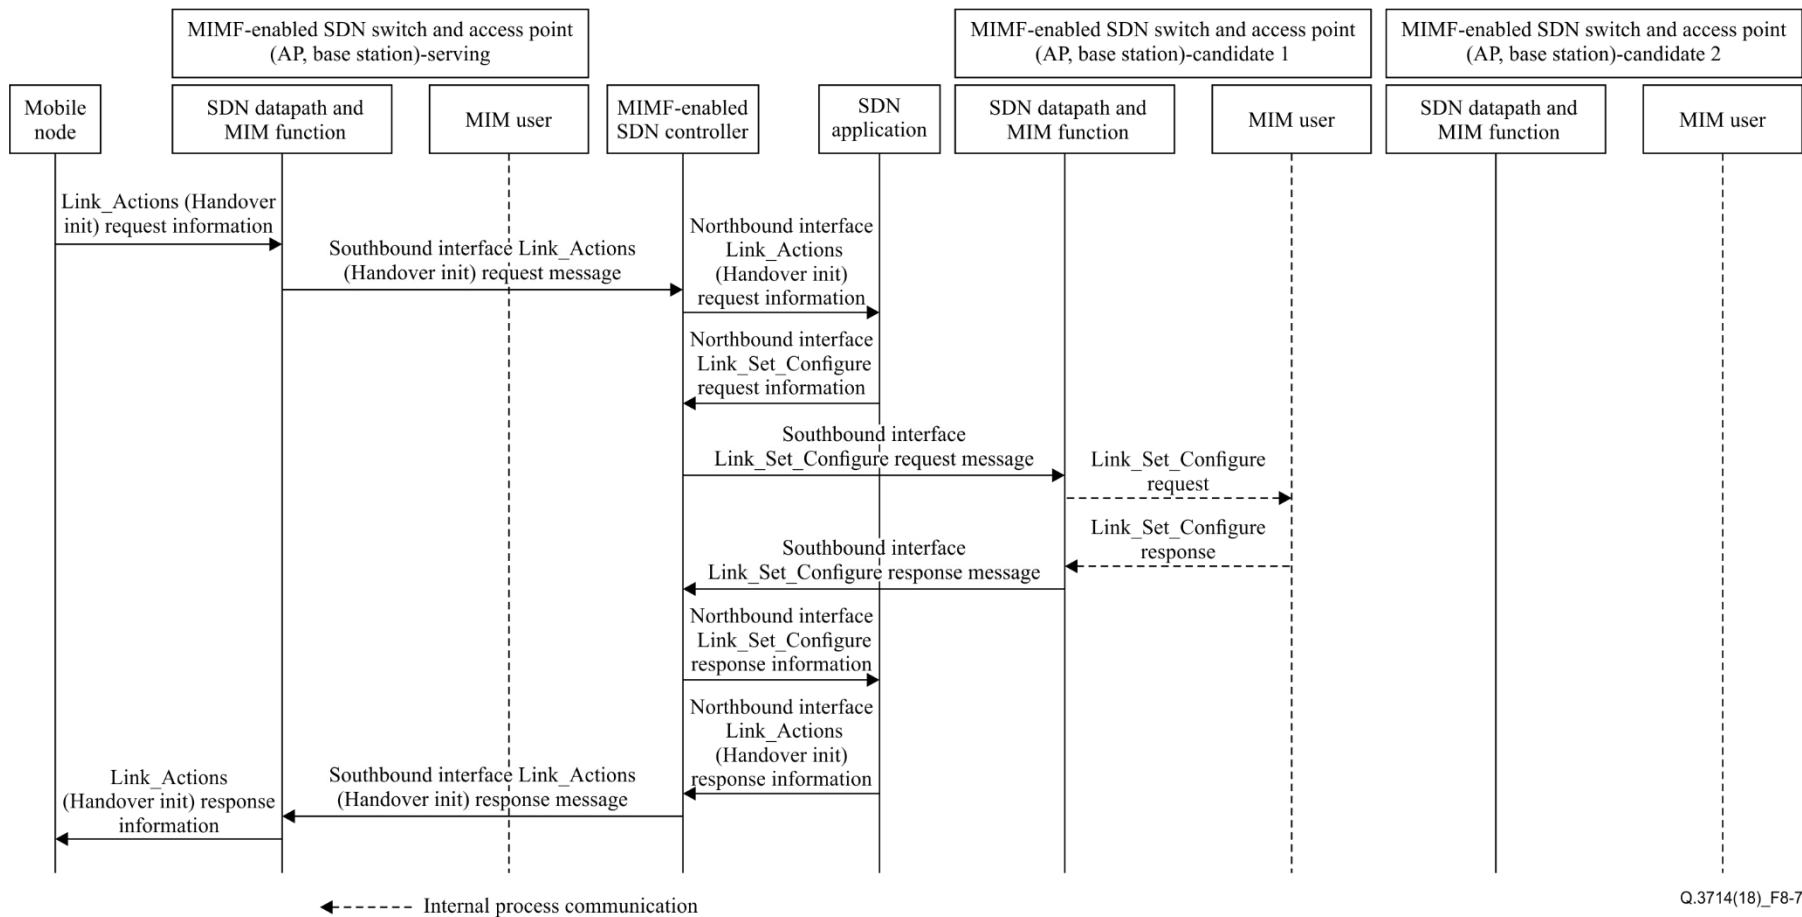 MIMF-enabled SDN switch and access point
(AP, base station)-serving
MIMF-enabled SDN switch and access point
(AP, base station)-candidate 1
MIMF-enabled SDN switch and access point
(AP, base station)-candidate 2
Mobile
node
SDN datapath and
MIM function
MIM user
MIMF-enabled
SDN controller
SDN
application
SDN datapath and
MIM function
MIM user
SDN datapath and
MIM function
MIM user
Link_Actions (Handover
init) request information
Southbound interface Link_Actions
(Handover init) request message
Northbound interface
Link_Actions
(Handover init)
request information
Northbound interface
Link_Set_Configure
request information
Southbound interface
Link_Set_Configure request message
Link_Set_Configure
request
Link_Set_Configure
response
Southbound interface
Link_Set_Configure response message
Northbound interface
Link_Set_Configure
response information
Northbound interface
Link_Actions
(Handover init)
response information
Southbound interface Link_Actions
(Handover init) response message
Link_Actions
(Handover init) response
information
Internal process communication
Q.3714(18)_F8-7